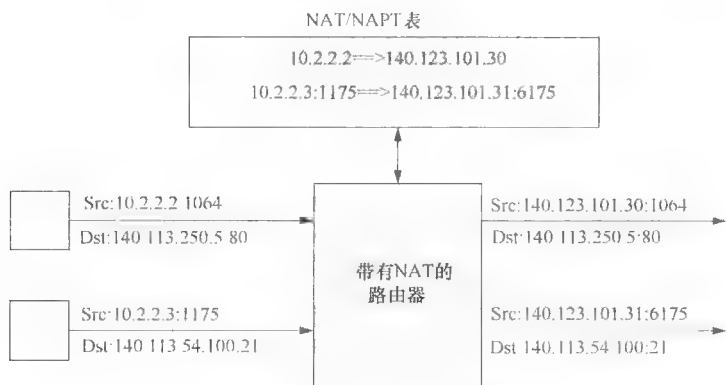 NAT/NAPT 表
10.2.2.2==>140.123.101.30
10.2.2.3:1175==>140.123.101.31:6175
Src:10.2.2.2 1064
Dst:140 113.250.5 80
Src:10.2.2.3:1175
Dst:140 113 54.100.21
带有NAT的
路由器
Src:140.123.101.30:1064
Dst:140 113.250 5:80
Src:140.123.101.31:6175
Dst 140.113.54 100:21